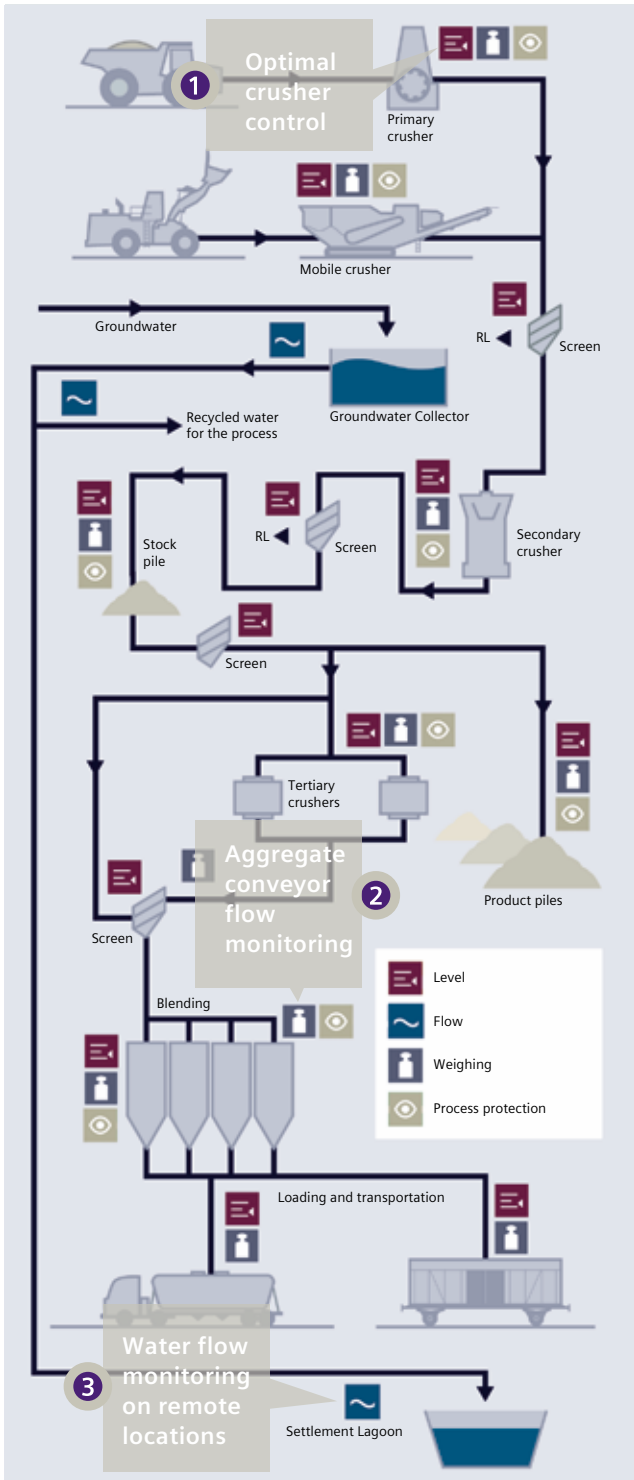 1
Optimal
crusher
control
Primary
crusher
Mobile crusher
Groundwater
RL
Screen
Groundwater Collector
Recycled water
for the process
Stock
pile
RL
Screen
Secondary
crusher
Screen
Tertiary
crushers
Aggregate
conveyor
flow
monitoring
2
Product piles
Screen
Level
Flow
Weighing
Process protection
Blending
Loading and transportation
Water flow
monitoring
on remote
locations
3
Settlement Lagoon